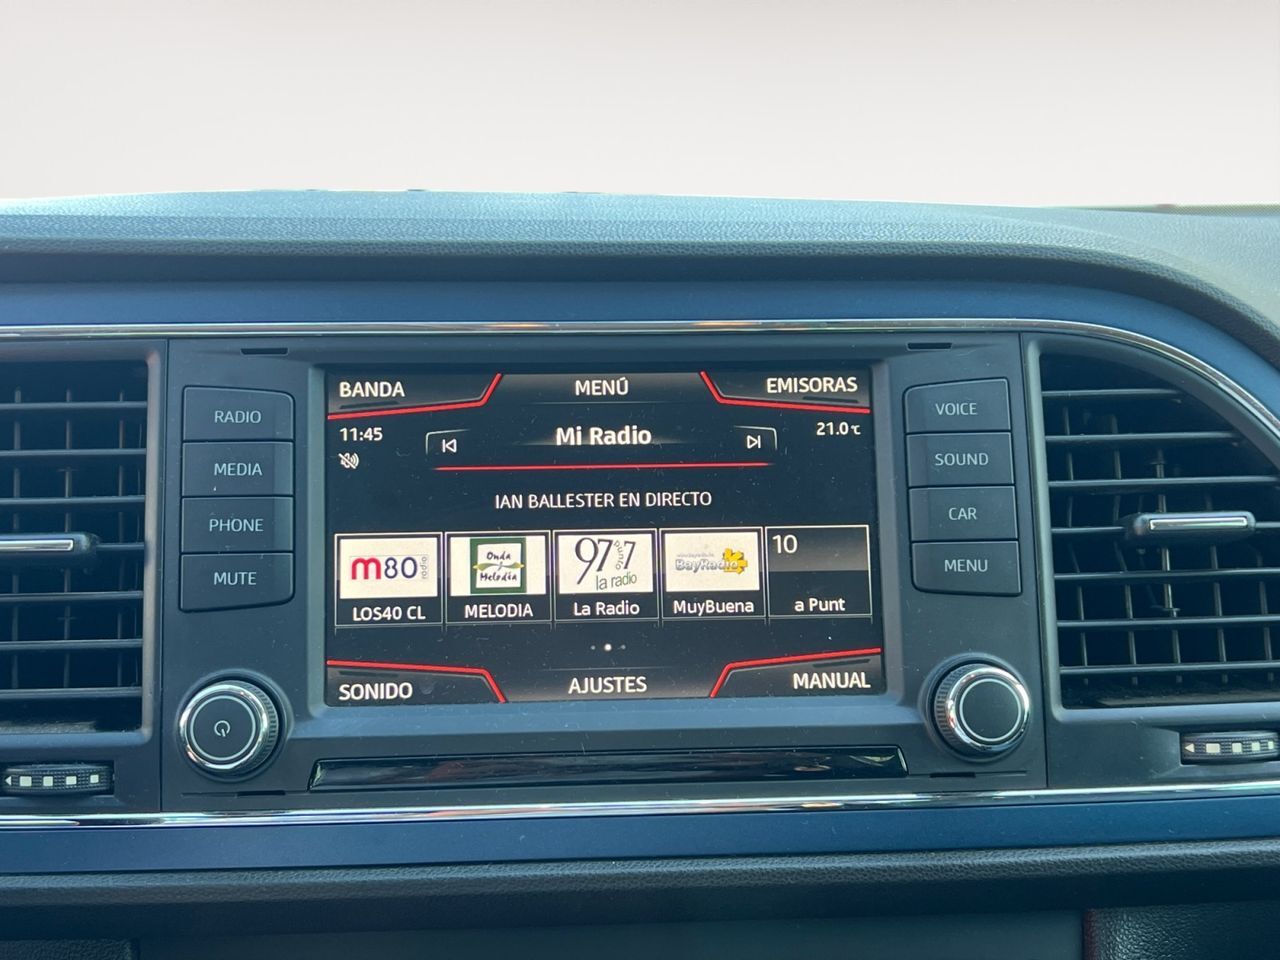 RADIO
MEDIA
PHONE
MUTE
BANDA
MENÚ
EMISORAS
11:45
Mi Radio
21.0℃
IAN BALLESTER EN DIRECTO
m80 radio
LOS40 CL
Onda
Melodía
MELODIA
97.7
la radio
La Radio
BayRadio
MuyBuena
10
a Punt
SONIDO
AJUSTES
MANUAL
VOICE
SOUND
CAR
MENU